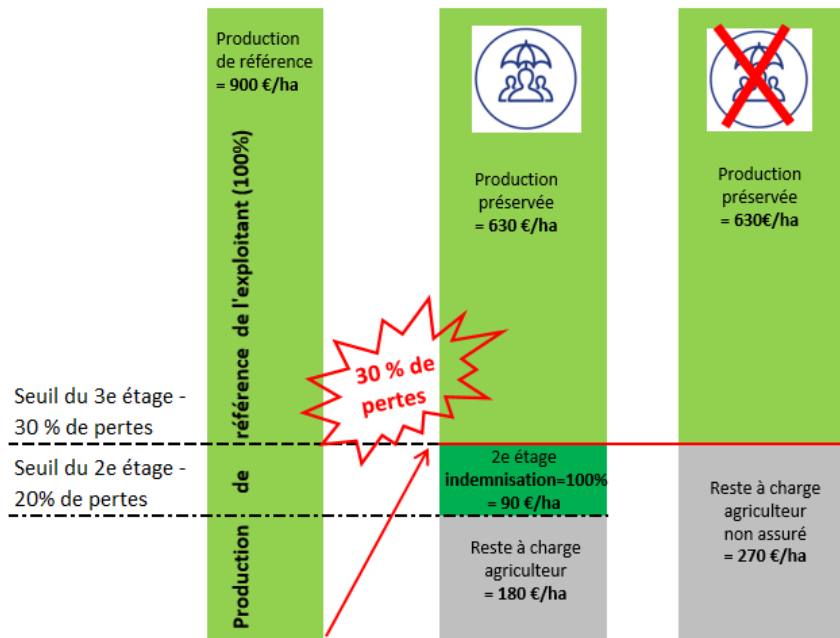 Production
de référence
= 900 €/ha
Production de référence de l'exploitant (100%)
Production
préservée
= 630 €/ha
Production
préservée
= 630€/ha
30 % de
pertes
Seuil du 3e étage -
30 % de pertes
Seuil du 2e étage -
20% de pertes
2e étage
indemnisation=100%
= 90 €/ha
Reste à charge
agriculteur
= 180 €/ha
Reste à charge
agriculteur
non assuré
= 270 €/ha